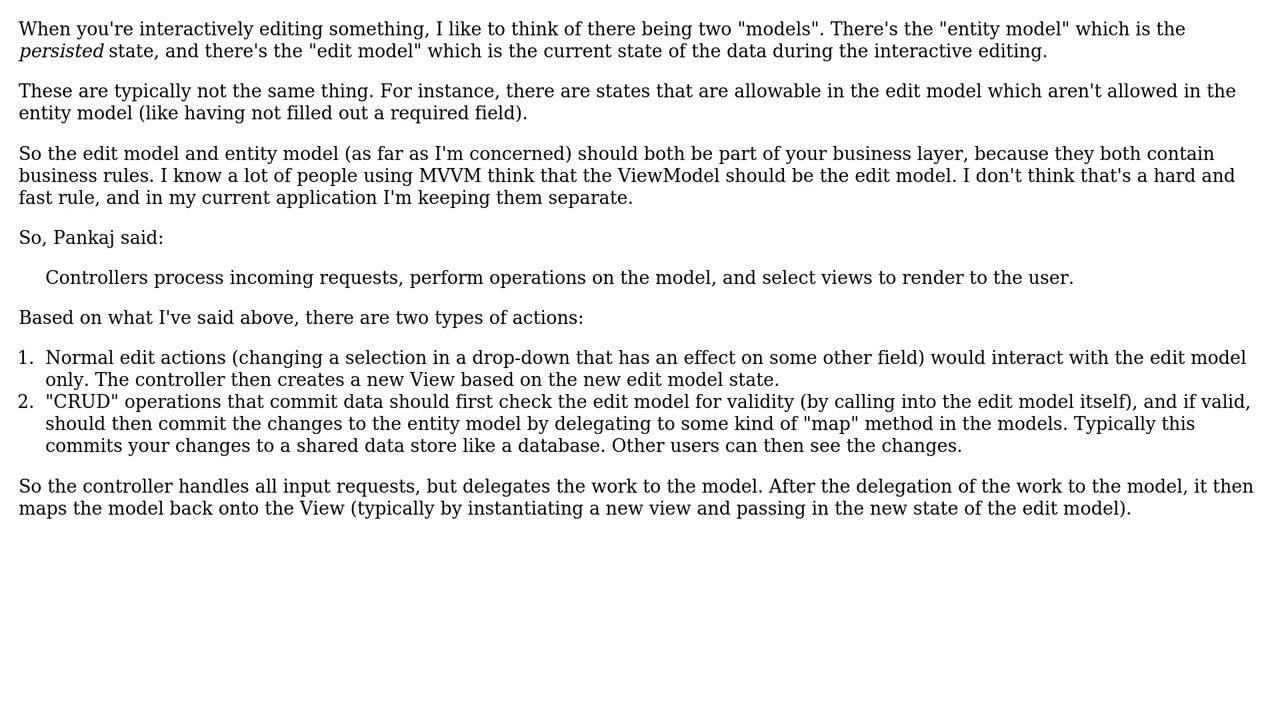 When you're interactively editing something, I like to think of there being two "models". There's the "entity model" which is the
persisted state, and there's the "edit model" which is the current state of the data during the interactive editing.
These are typically not the same thing. For instance, there are states that are allowable in the edit model which aren't allowed in the
entity model (like having not filled out a required field).
So the edit model and entity model (as far as I'm concerned) should both be part of your business layer, because they both contain
business rules. I know a lot of people using MVVM think that the ViewModel should be the edit model. I don't think that's a hard and
fast rule, and in my current application I'm keeping them separate.
So, Pankaj said:
Controllers process incoming requests, perform operations on the model, and select views to render to the user.
Based on what I've said above, there are two types of actions:
1. Normal edit actions (changing a selection in a drop-down that has an effect on some other field) would interact with the edit model
only. The controller then creates a new View based on the new edit model state.
2. "CRUD" operations that commit data should first check the edit model for validity (by calling into the edit model itself), and if valid,
should then commit the changes to the entity model by delegating to some kind of "map" method in the models. Typically this
commits your changes to a shared data store like a database. Other users can then see the changes.
So the controller handles all input requests, but delegates the work to the model. After the delegation of the work to the model, it then
maps the model back onto the View (typically by instantiating a new view and passing in the new state of the edit model).